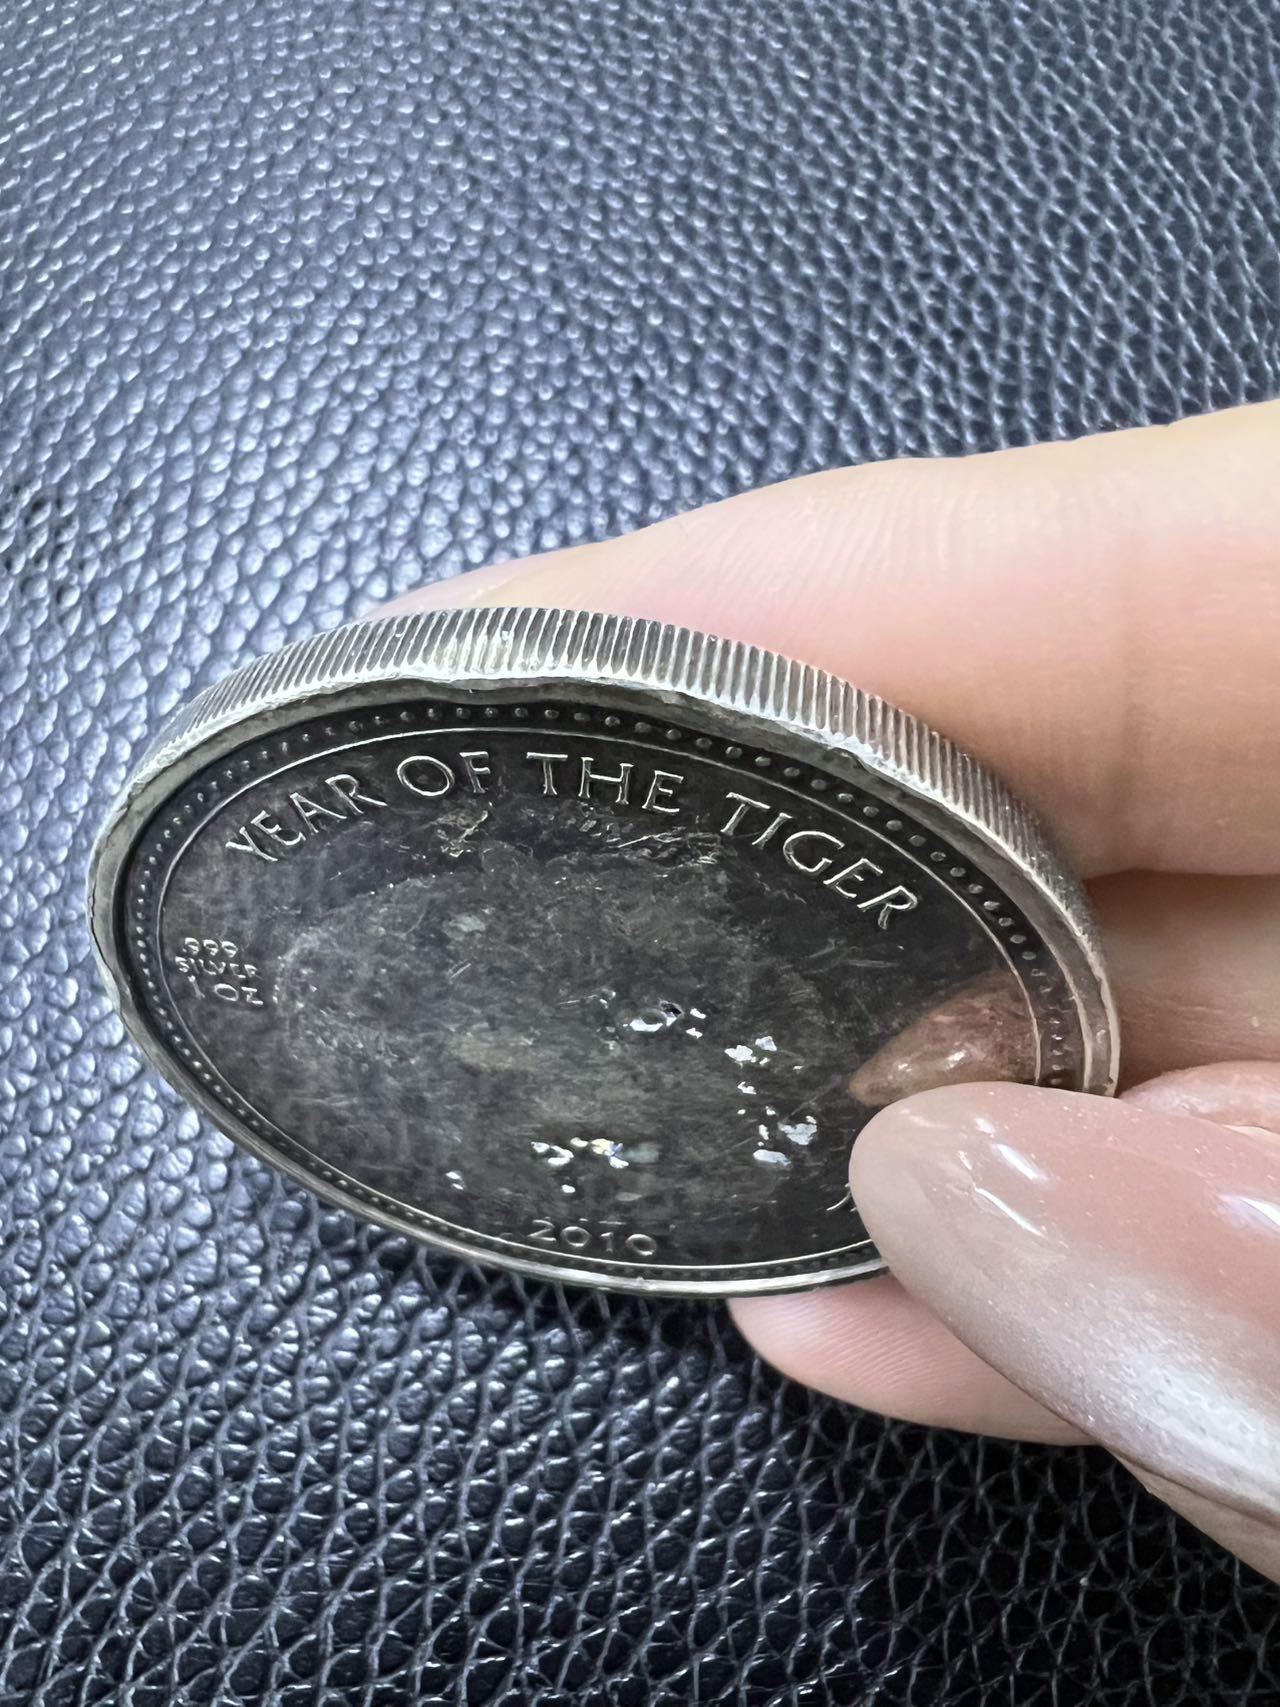 YEAR OF THE TIGER
.999
SILVER
1 OZ
2010